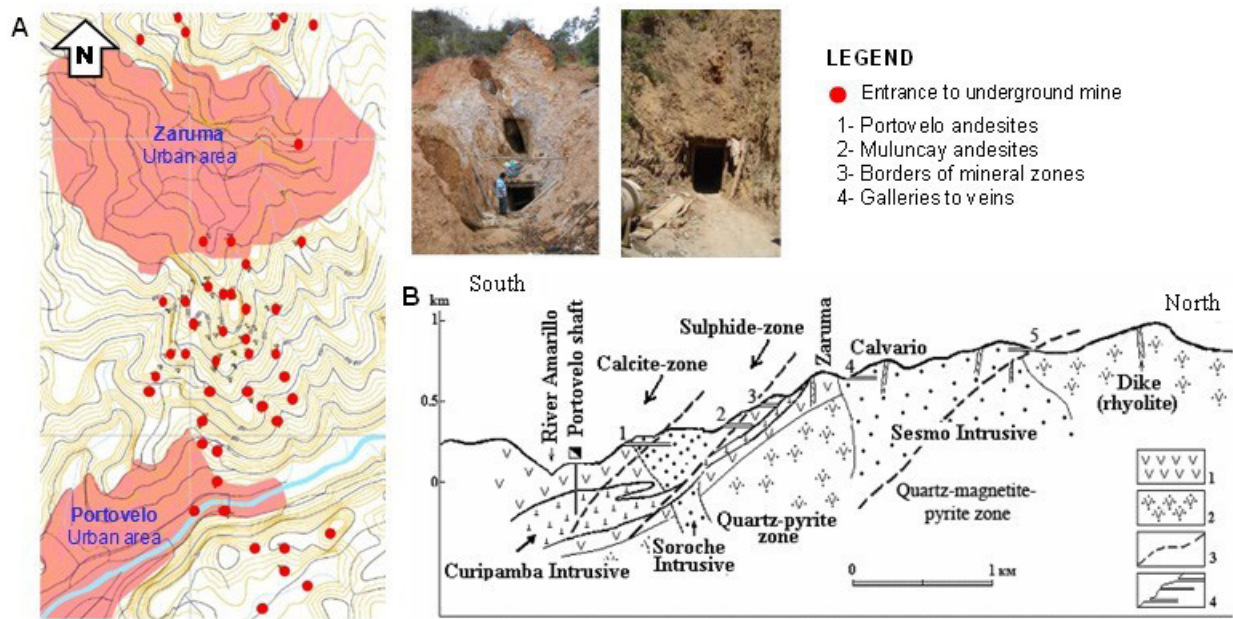 A
N
Zaruma
Urban area
Portovelo
Urban area
LEGEND
Entrance to underground mine
1- Portovelo andesites
2- Muluncay andesites
3- Borders of mineral zones
4- Galleries to veins
B
South
North
km
1
0.5
0
River Amarillo
Portovelo shaft
Calcite-zone
Sulphide-zone
Zaruma
Calvario
1
2
3
4
5
Dike
(rhyolite)
Sesmo Intrusive
Quartz-magnetite-
pyrite zone
Quartz-pyrite
zone
Soroche
Intrusive
Curipamba Intrusive
0
1 км
1
2
3
4